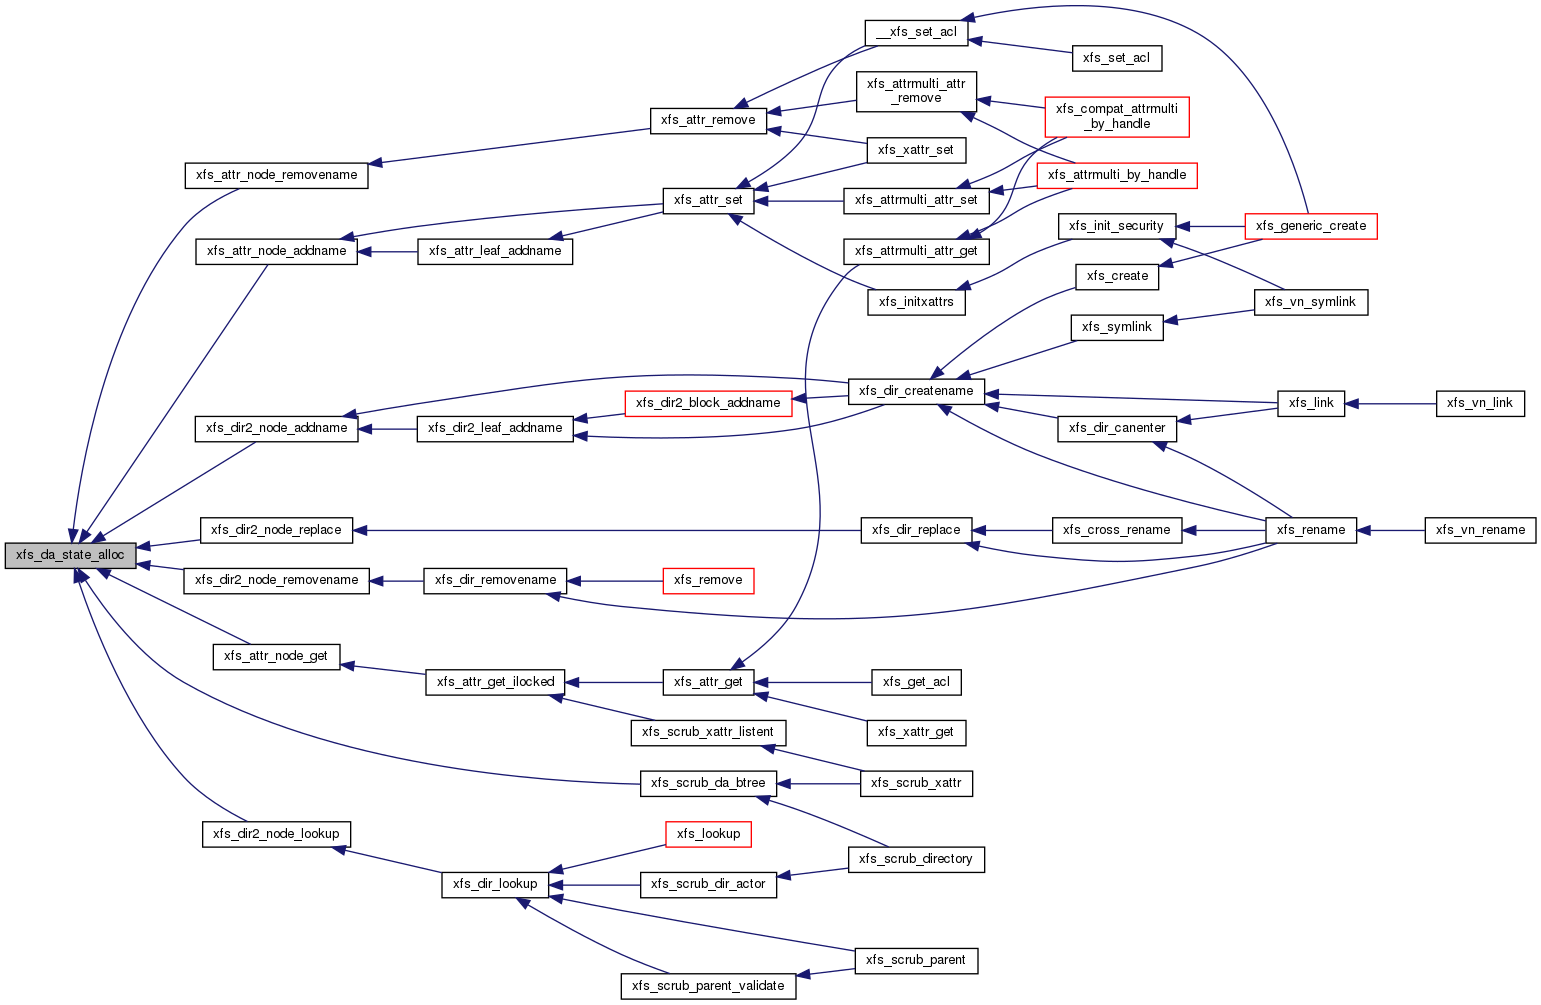 __xfs_set_acl
xfs_set_acl
xfs_attrmulti_attr
_remove
xfs_compat_attrmulti
_by_handle
xfs_attr_remove
xfs_xattr_set
xfs_attr_node_removename
xfs_attrmulti_by_handle
xfs_attr_set
xfs_attrmulti_attr_set
xfs_init_security
xfs_generic_create
xfs_attr_node_addname
xfs_attr_leaf_addname
xfs_attrmulti_attr_get
xfs_create
xfs_initxattrs
xfs_vn_symlink
xfs_symlink
xfs_dir_createname
xfs_dir2_block_addname
xfs_link
xfs_vn_link
xfs_dir2_node_addname
xfs_dir2_leaf_addname
xfs_dir_canenter
xfs_dir2_node_replace
xfs_dir_replace
xfs_cross_rename
xfs_rename
xfs_vn_rename
xfs_da_state_alloc
xfs_dir2_node_removename
xfs_dir_removename
xfs_remove
xfs_attr_node_get
xfs_attr_get_ilocked
xfs_attr_get
xfs_get_acl
xfs_scrub_xattr_listent
xfs_xattr_get
xfs_scrub_da_btree
xfs_scrub_xattr
xfs_dir2_node_lookup
xfs_lookup
xfs_scrub_directory
xfs_dir_lookup
xfs_scrub_dir_actor
xfs_scrub_parent
xfs_scrub_parent_validate